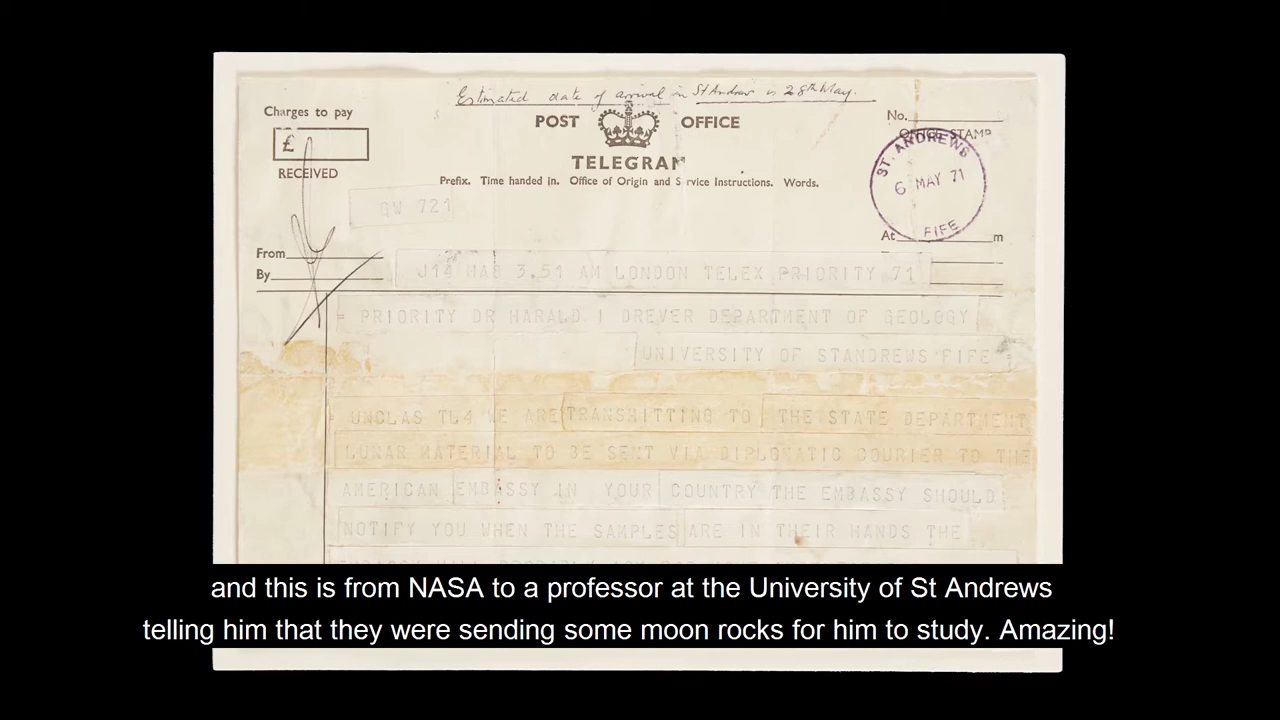 Estimated date of arrival in St Andrews is 28th May.
Charges to pay
£
RECEIVED
POST OFFICE
TELEGRAM
Prefix. Time handed in. Office of Origin and Service Instructions. Words.
No.
OFFICE STAMP
ST. ANDREWS
6 MAY 71
FIFE
At m
GW 721
From
By
J14 HA8 3.51 AM LONDON TELEX PRIORITY 71
= PRIORITY DR HARALD I DREVER DEPARTMENT OF GEOLOGY
UNIVERSITY OF STANDREWS FIFE =
UNCLAS TL4 WE ARE TRANSMITTING TO THE STATE DEPARTMENT
LUNAR MATERIAL TO BE SENT VIA DIPLOMATIC COURIER TO THE
AMERICAN EMBASSY IN YOUR COUNTRY THE EMBASSY SHOULD
NOTIFY YOU WHEN THE SAMPLES ARE IN THEIR HANDS THE
and this is from NASA to a professor at the University of St Andrews
telling him that they were sending some moon rocks for him to study. Amazing!